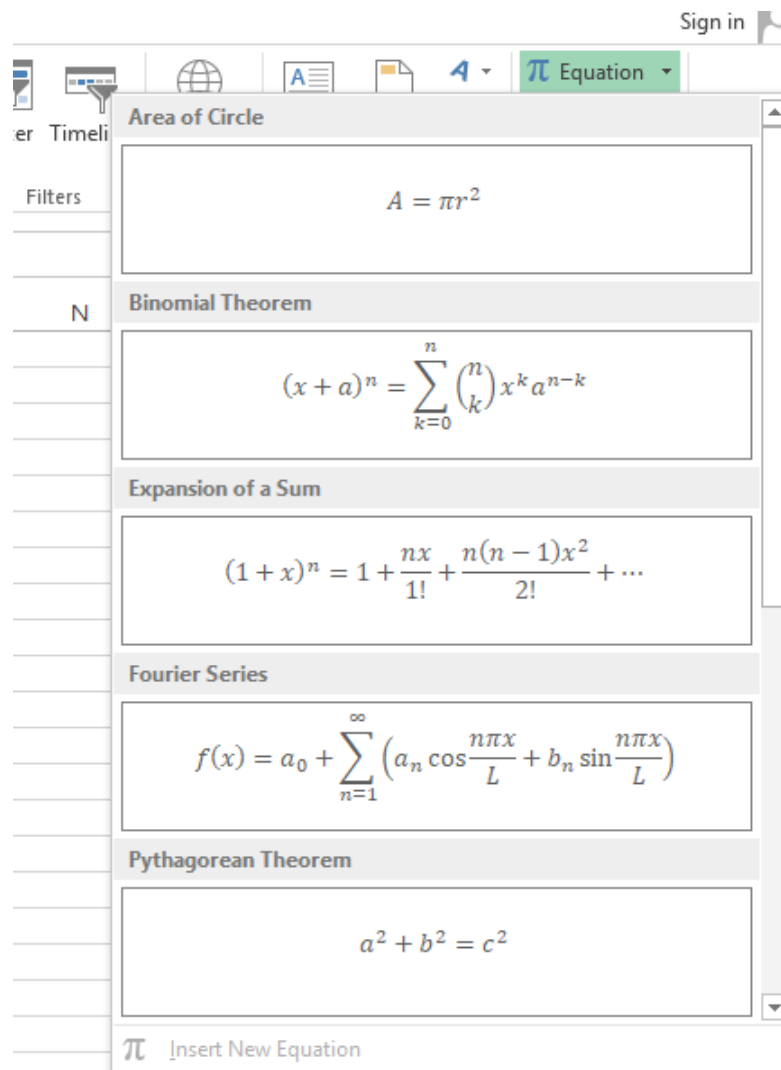 Sign in
A
A
π Equation
er Timeli
Filters
N
Area of Circle
A = πr²
Binomial Theorem
(x + a)ⁿ = ∑ₖ₌₀ⁿ (n k) xᵏaⁿ⁻ᵏ
Expansion of a Sum
(1 + x)ⁿ = 1 + nx/1! + n(n − 1)x²/2! + ⋯
Fourier Series
f(x) = a₀ + ∑ₙ₌₁^∞ (aₙ cos nπx/L + bₙ sin nπx/L)
Pythagorean Theorem
a² + b² = c²
π Insert New Equation